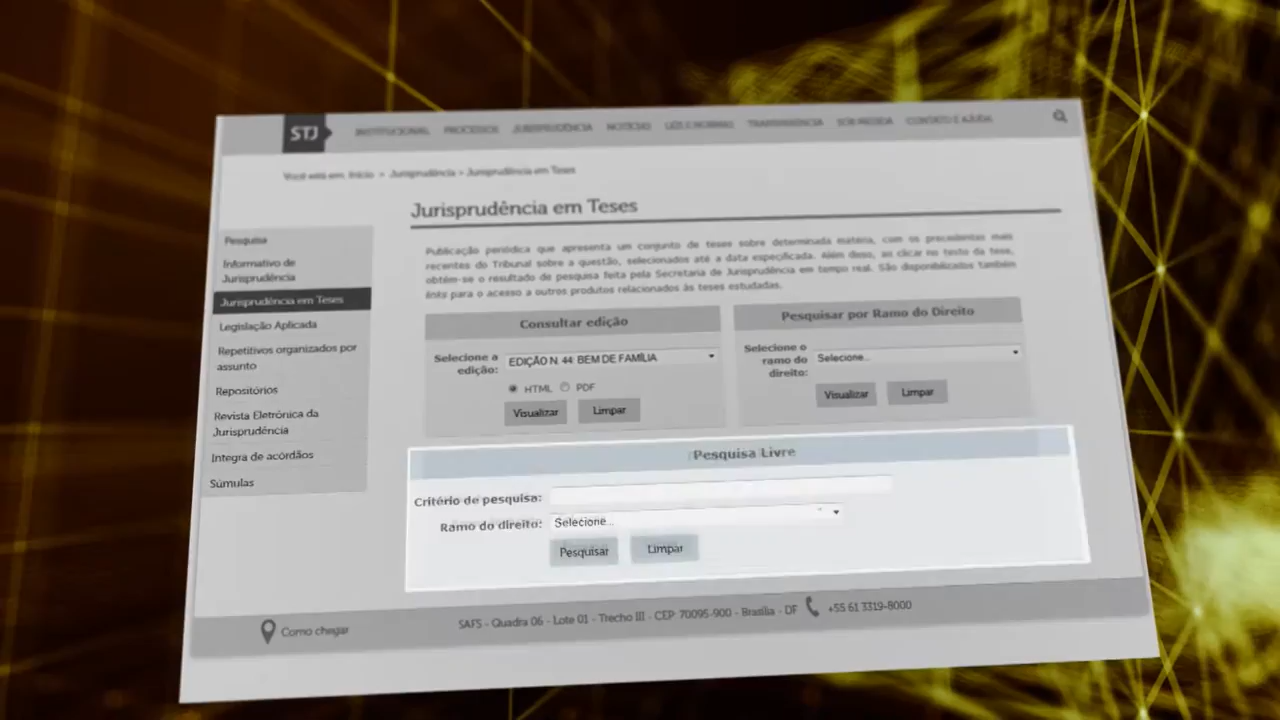 STJ
INSTITUCIONAL PROCESSOS JURISPRUDÊNCIA NOTÍCIAS LEIS E NORMAS TRANSPARÊNCIA SOB MEDIDA CONTATO E AJUDA
Você está em: Início > Jurisprudência > Jurisprudência em Teses
Jurisprudência em Teses
Pesquisa
Informativo de
Jurisprudência
Jurisprudência em Teses
Legislação Aplicada
Repetitivos organizados por
assunto
Repositórios
Revista Eletrônica da
Jurisprudência
Íntegra de acórdãos
Súmulas
Publicação periódica que apresenta um conjunto de teses sobre determinada matéria, com os precedentes mais
recentes do Tribunal sobre a questão, selecionados até a data especificada. Além disso, ao clicar no texto da tese,
obtém-se o resultado de pesquisa feita pela Secretaria de Jurisprudência em tempo real. São disponibilizados também
links para o acesso a outros produtos relacionados às teses estudadas.
Consultar edição
Selecione a
edição:
EDIÇÃO N. 44: BEM DE FAMÍLIA
HTML PDF
Visualizar Limpar
Pesquisar por Ramo do Direito
Selecione o
ramo do
direito:
Selecione...
Visualizar Limpar
Pesquisa Livre
Critério de pesquisa:
Ramo do direito: Selecione...
Pesquisar Limpar
Como chegar
SAFS - Quadra 06 - Lote 01 - Trecho III - CEP: 70095-900 - Brasília - DF
+55 61 3319-8000